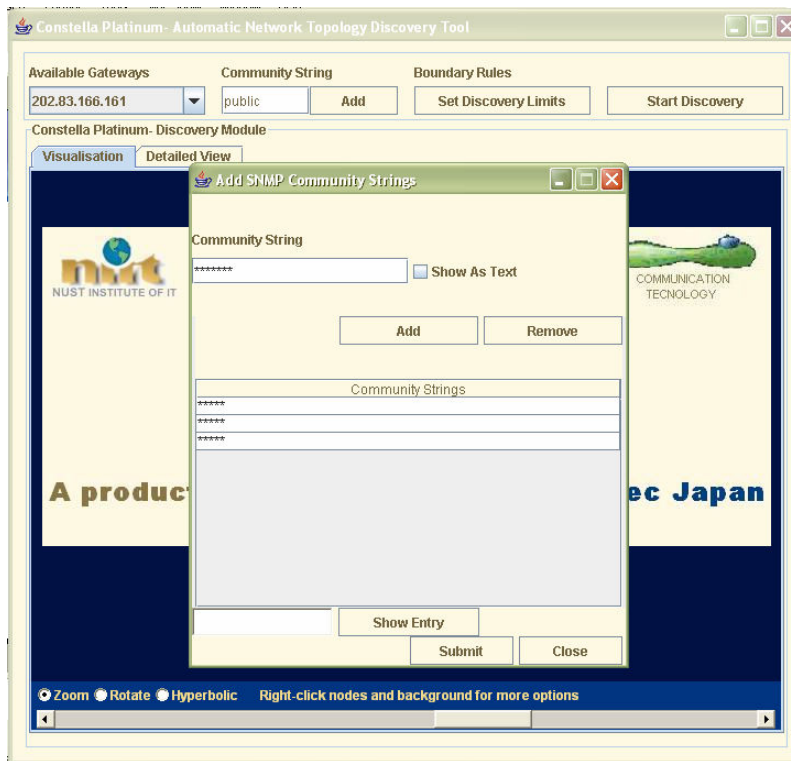 Constella Platinum- Automatic Network Topology Discovery Tool
Available Gateways Community String Boundary Rules
202.83.166.161 public Add Set Discovery Limits Start Discovery
Constella Platinum- Discovery Module
Visualisation Detailed View
Add SNMP Community Strings
Community String
******* Show As Text
Add Remove
Community Strings
*****
*****
*****
Show Entry
Submit Close
niit
NUST INSTITUTE OF IT
COMMUNICATION
TECNOLOGY
A produc
ec Japan
Zoom Rotate Hyperbolic Right-click nodes and background for more options